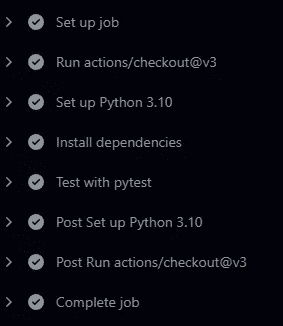 Set up job
Run actions/checkout@v3
Set up Python 3.10
Install dependencies
Test with pytest
Post Set up Python 3.10
Post Run actions/checkout@v3
Complete job